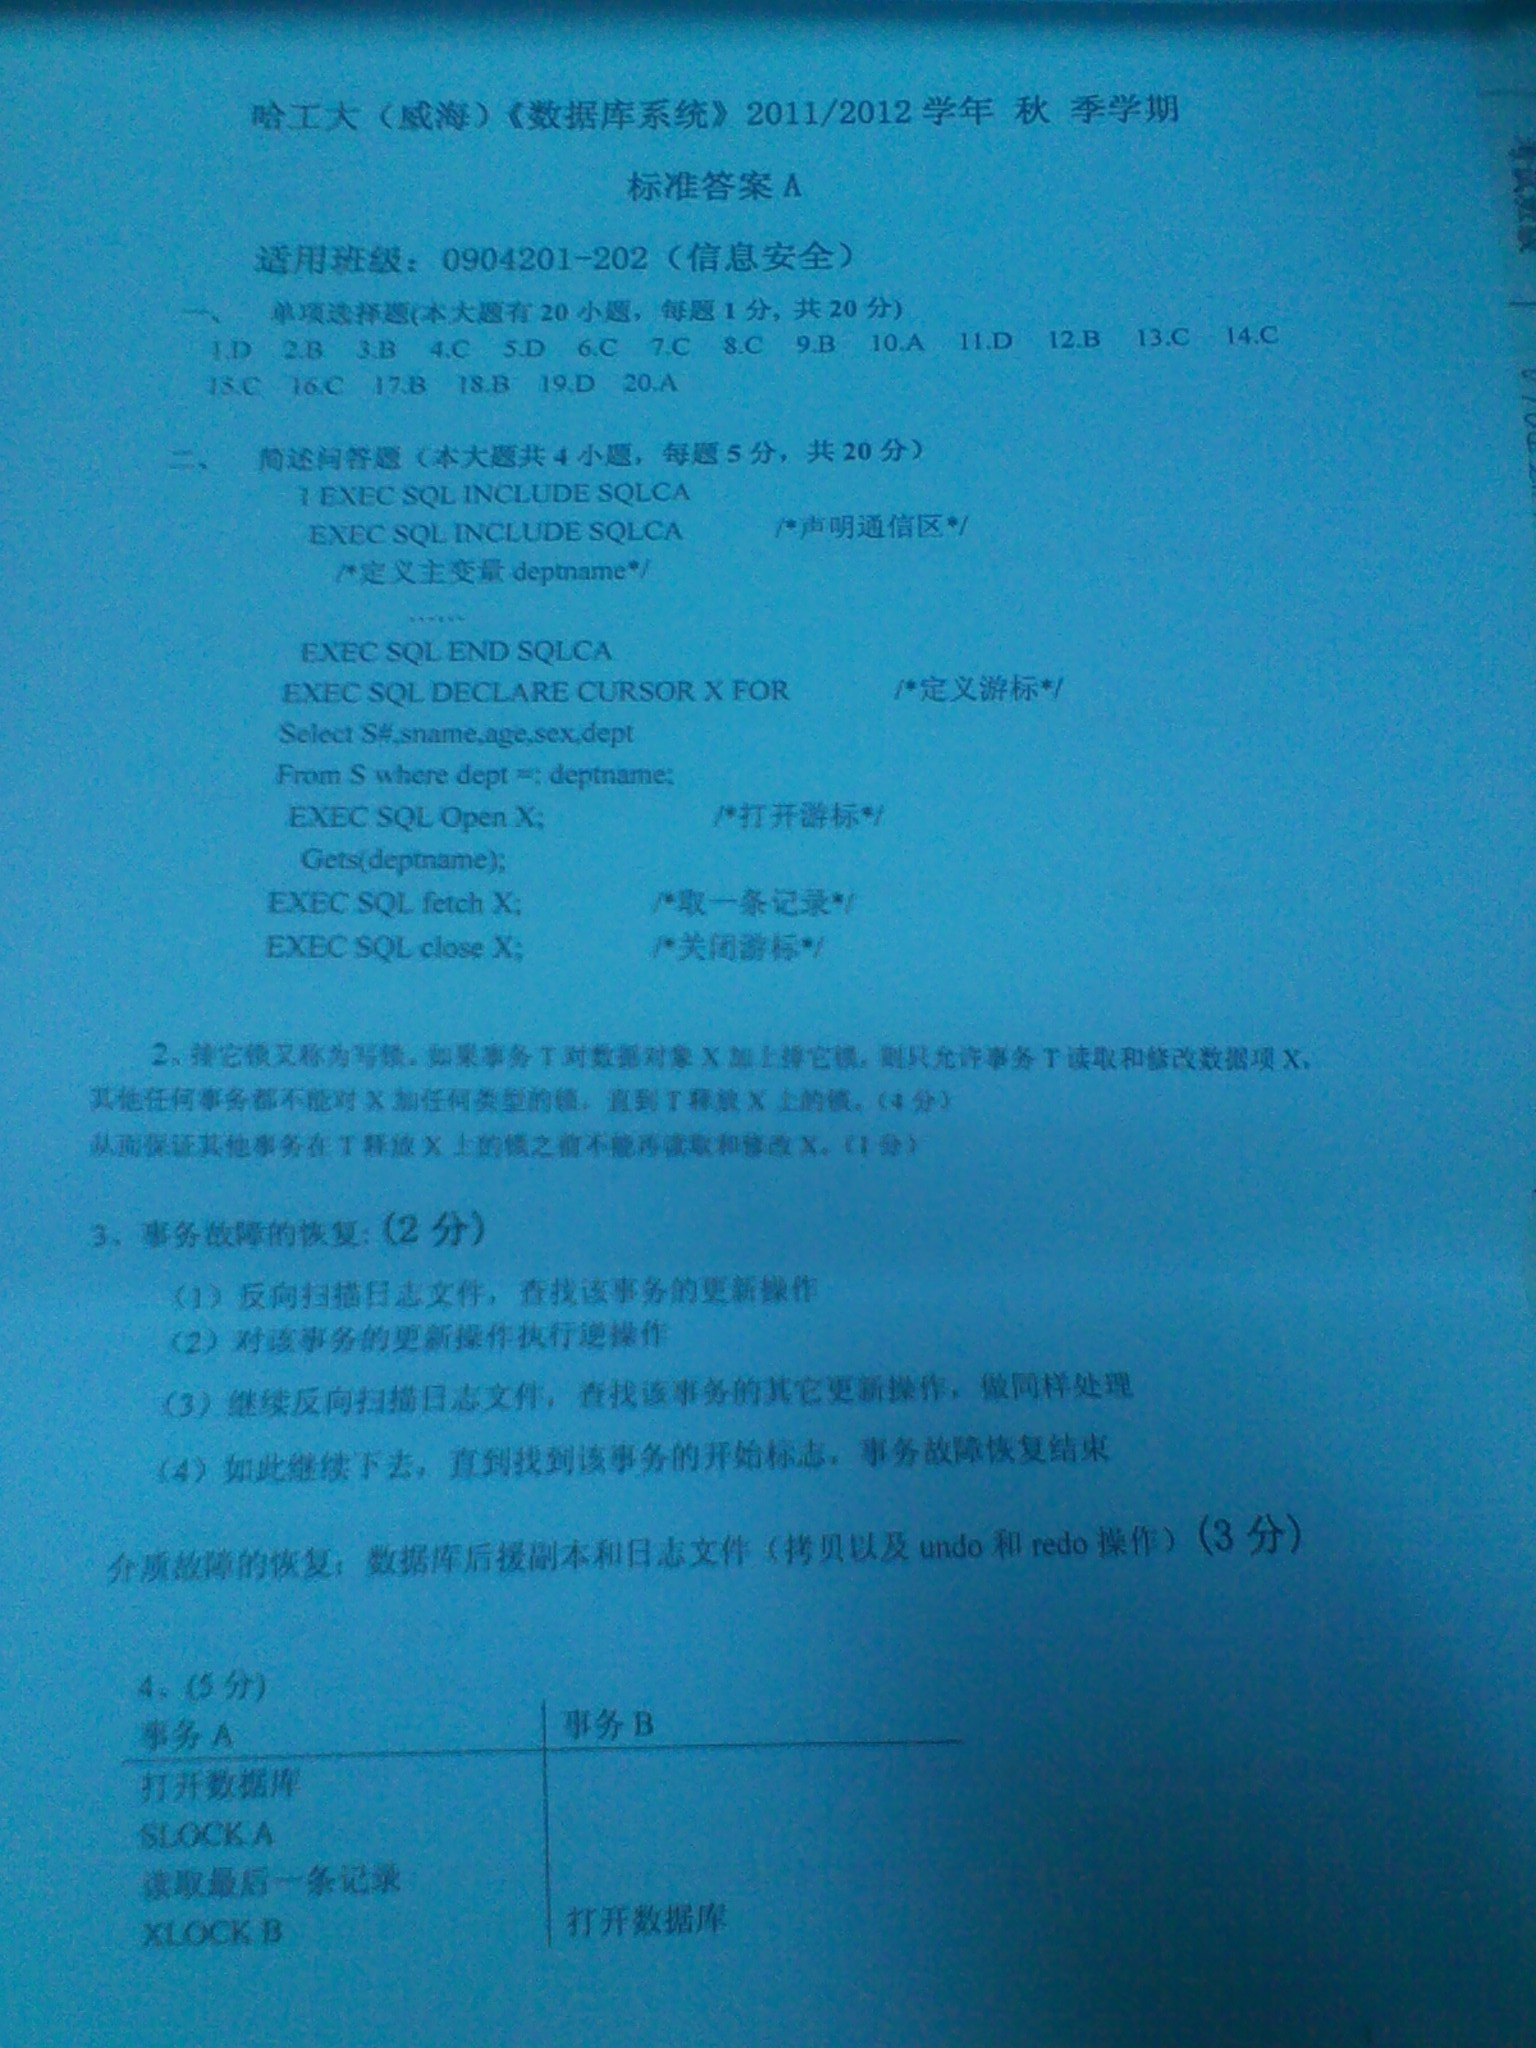 哈工大（威海）《数据库系统》2011/2012 学年 秋 季学期
标准答案 A
适用班级：0904201-202（信息安全）
一、 单项选择题(本大题有 20 小题，每题 1 分, 共 20 分)
1.D 2.B 3.B 4.C 5.D 6.C 7.C 8.C 9.B 10.A 11.D 12.B 13.C 14.C
15.C 16.C 17.B 18.B 19.D 20.A
二、 简述问答题（本大题共 4 小题，每题 5 分，共 20 分）
1 EXEC SQL INCLUDE SQLCA
EXEC SQL INCLUDE SQLCA /*声明通信区*/
/*定义主变量 deptname*/
……
EXEC SQL END SQLCA
EXEC SQL DECLARE CURSOR X FOR /*定义游标*/
Select S#,sname,age,sex,dept
From S where dept =: deptname;
EXEC SQL Open X; /*打开游标*/
Gets(deptname);
EXEC SQL fetch X; /*取一条记录*/
EXEC SQL close X; /*关闭游标*/
2、排它锁又称为写锁。如果事务 T 对数据对象 X 加上排它锁，则只允许事务 T 读取和修改数据项 X，
其他任何事务都不能对 X 加任何类型的锁，直到 T 释放 X 上的锁。（4 分）
从而保证其他事务在 T 释放 X 上的锁之前不能再读取和修改 X。（1 分）
3、事务故障的恢复:（2 分）
（1）反向扫描日志文件，查找该事务的更新操作
（2）对该事务的更新操作执行逆操作
（3）继续反向扫描日志文件，查找该事务的其它更新操作，做同样处理
（4）如此继续下去，直到找到该事务的开始标志，事务故障恢复结束
介质故障的恢复：数据库后援副本和日志文件（拷贝以及 undo 和 redo 操作）（3 分）
4、(5 分)
事务 A 事务 B
打开数据库
SLOCK A
读取最后一条记录
XLOCK B 打开数据库